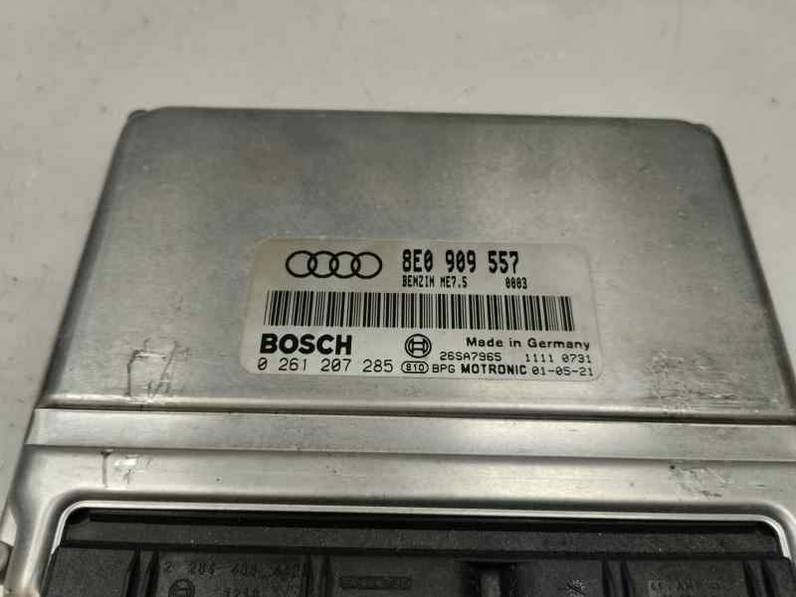 8E0 909 557
BENZIN ME7.5 0003
BOSCH Made in Germany
26SA7965 1111 0731
0 261 207 285 810 BPG MOTRONIC 01-05-21